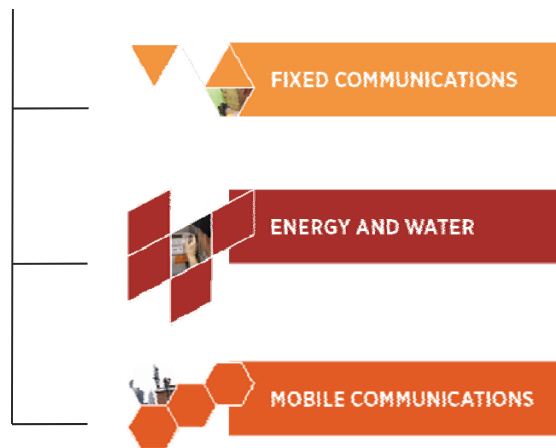 FIXED COMMUNICATIONS
ENERGY AND WATER
MOBILE COMMUNICATIONS